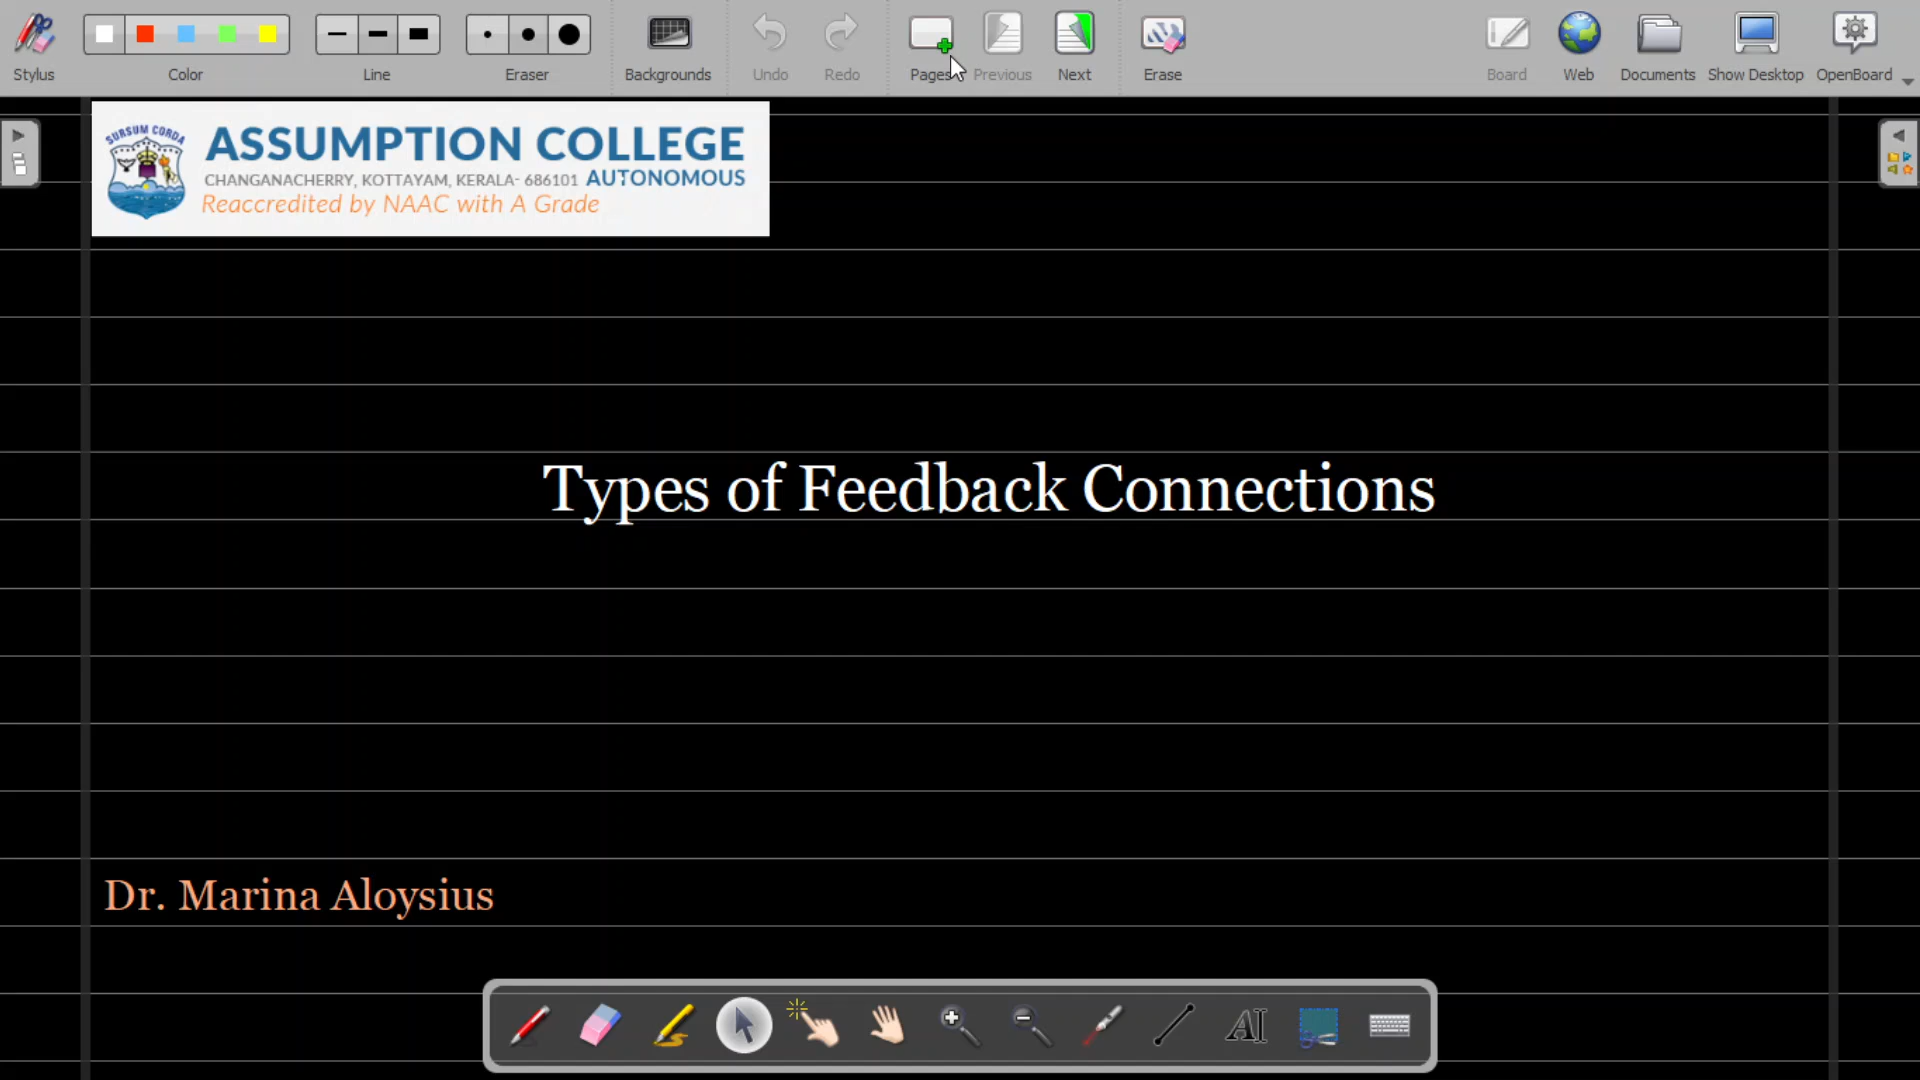 Stylus
Color
Line
Eraser
Backgrounds
Undo
Redo
Pages
Previous
Next
Erase
Board
Web
Documents
Show Desktop
OpenBoard
SURSUM CORDA
ASSUMPTION COLLEGE
CHANGANACHERRY, KOTTAYAM, KERALA- 686101 AUTONOMOUS
Reaccredited by NAAC with A Grade
Types of Feedback Connections
Dr. Marina Aloysius
AI